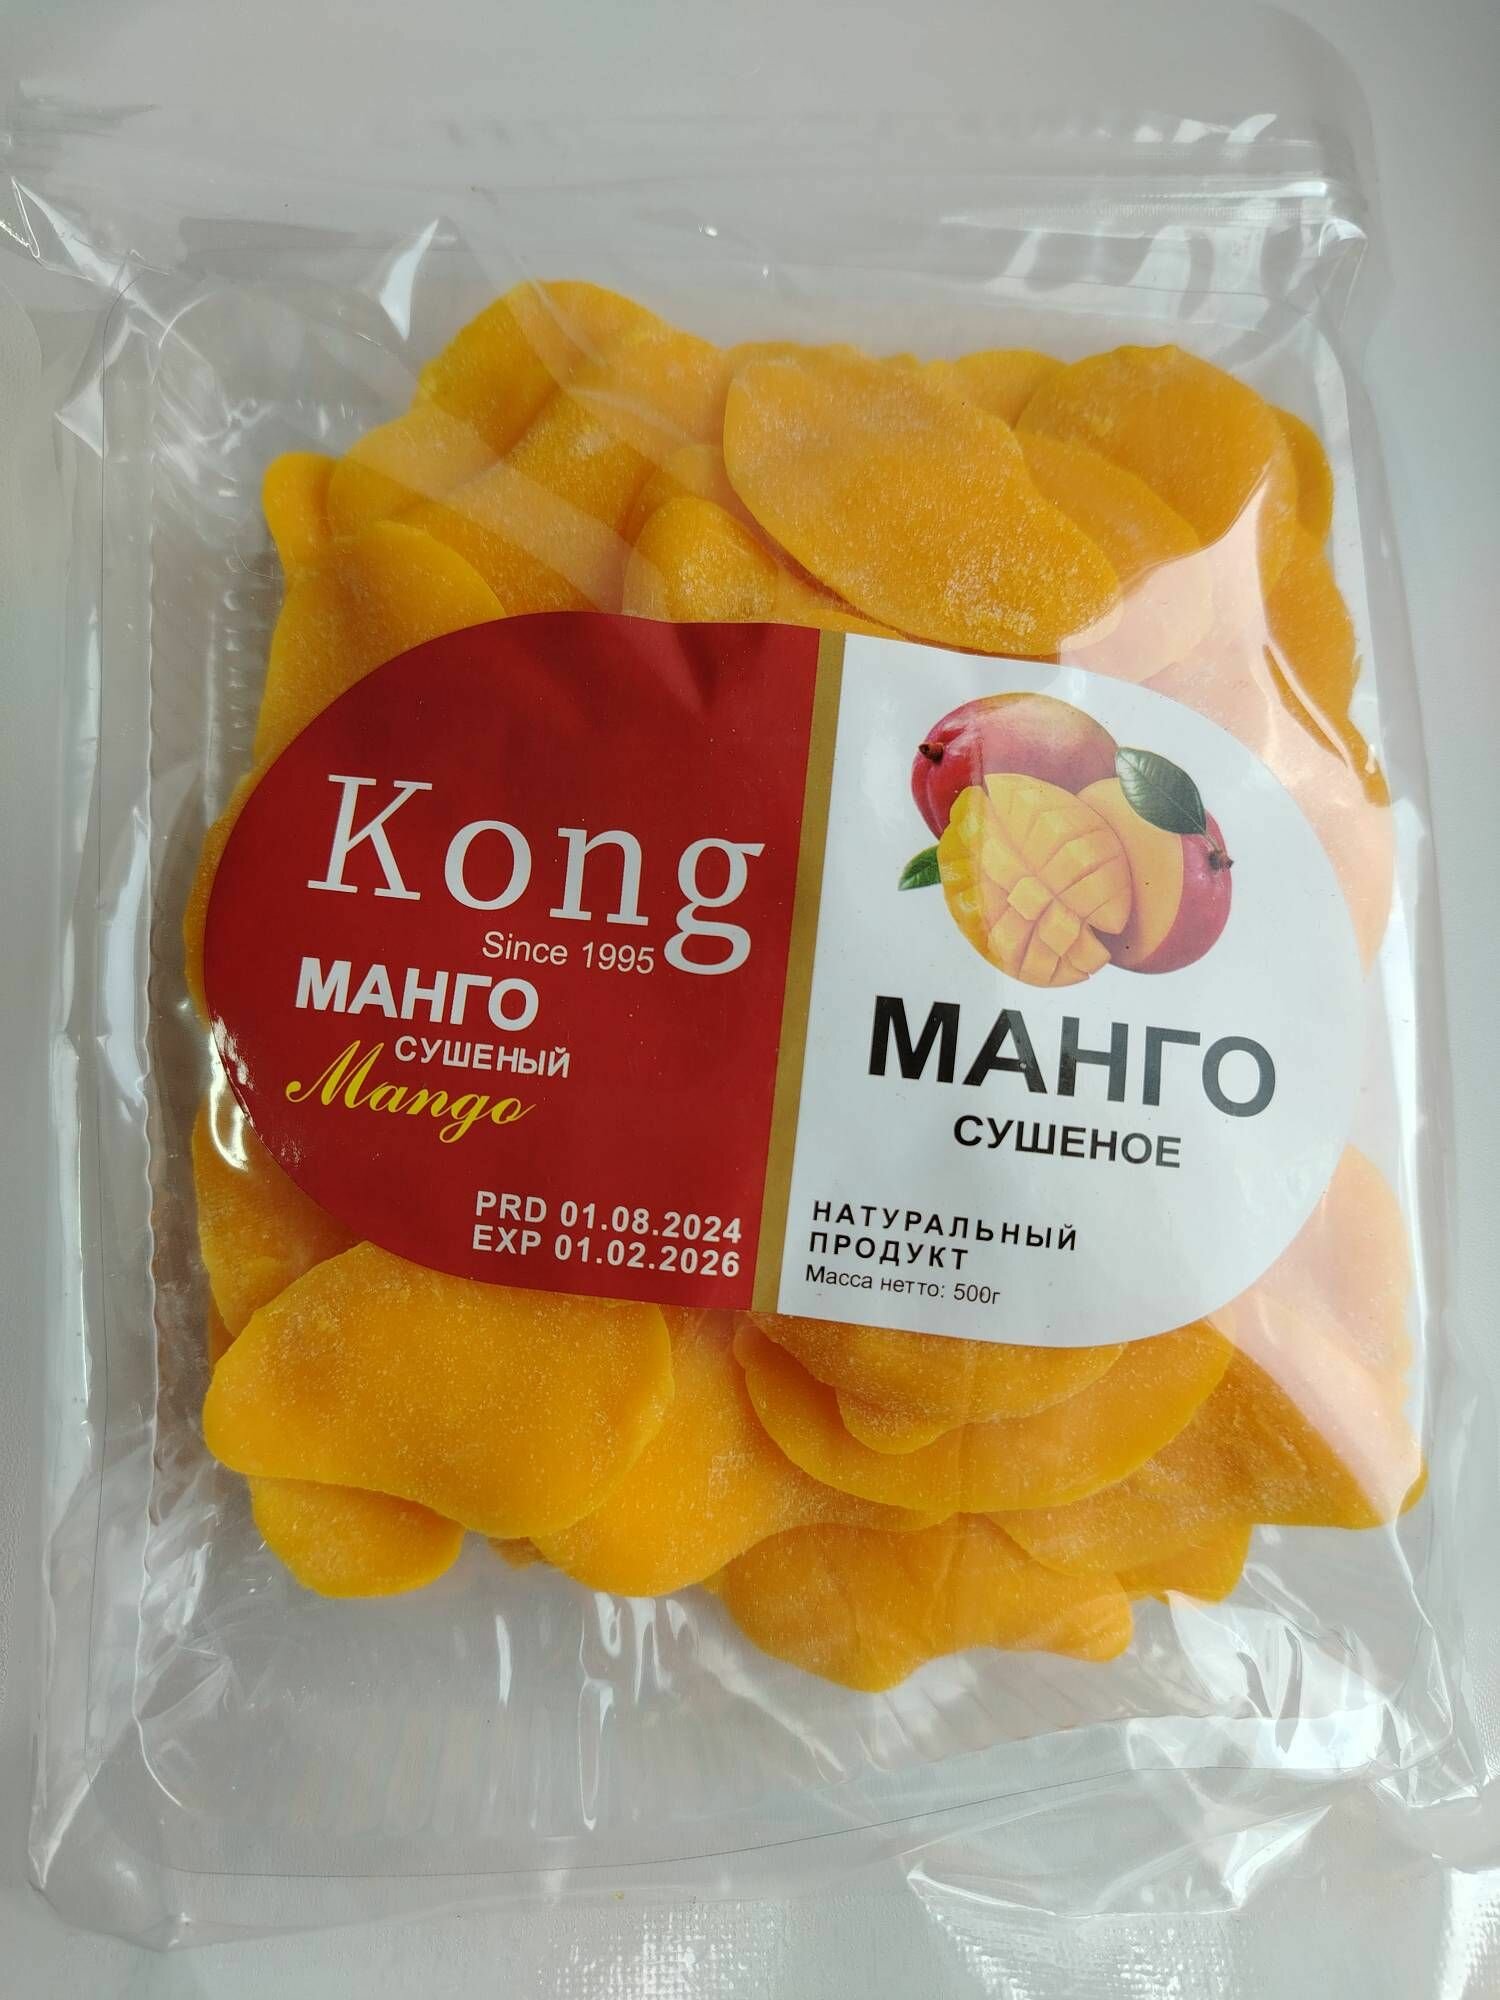 Kong
Since 1995
МАНГО
СУШЕНЫЙ
Mango
PRD 01.08.2024
EXP 01.02.2026
МАНГО
СУШЕНОЕ
НАТУРАЛЬНЫЙ
ПРОДУКТ
Масса нетто: 500г